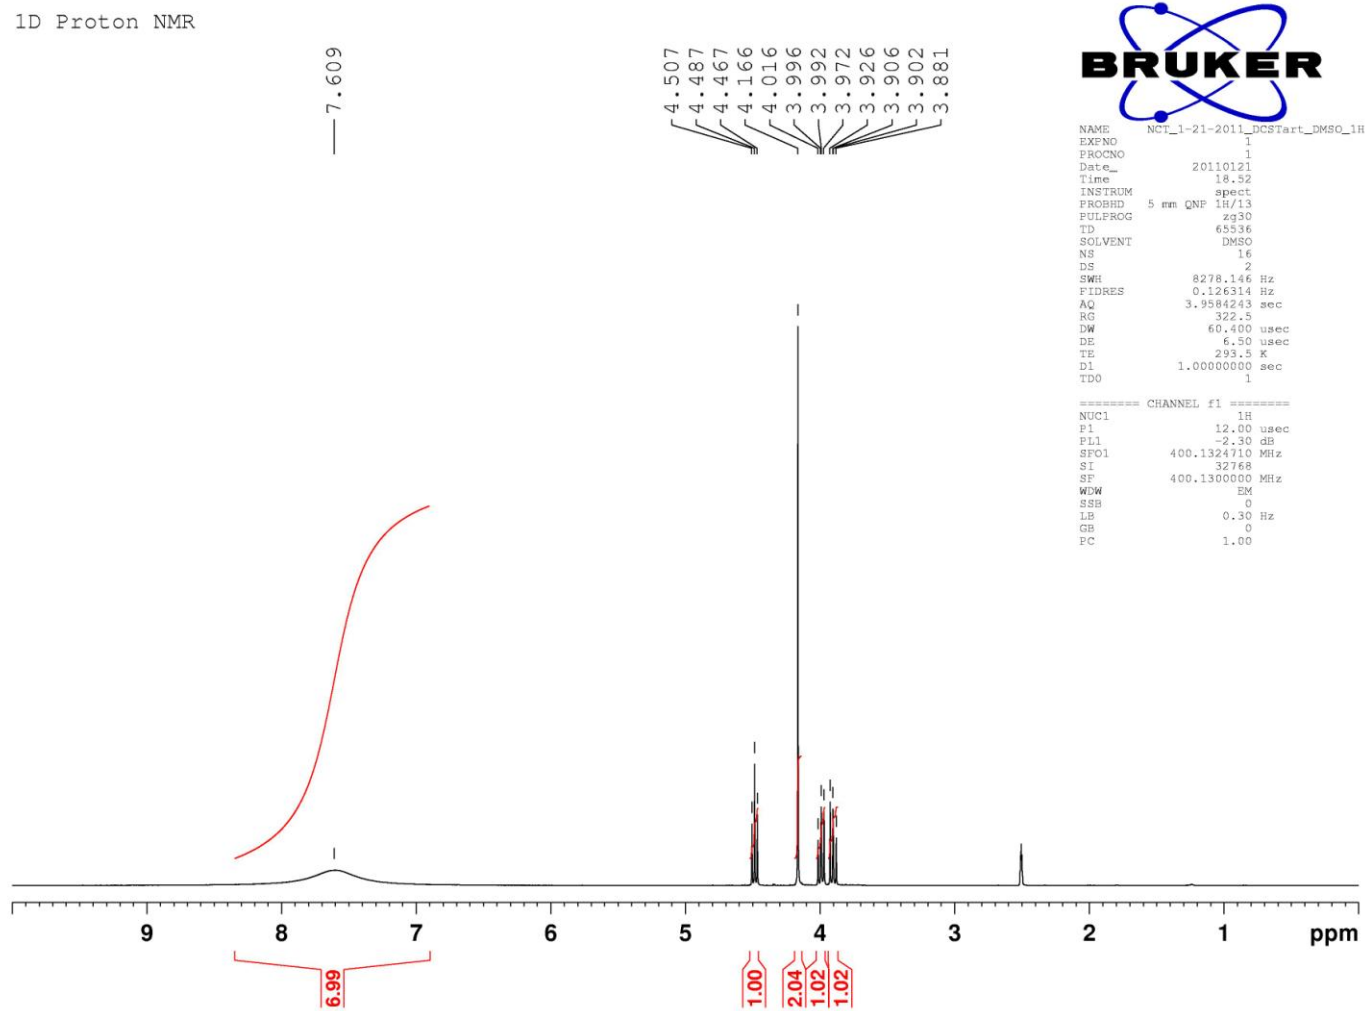 1D Proton NMR
7.609
4.507
4.487
4.467
4.166
4.016
3.996
3.992
3.972
3.926
3.906
3.902
3.881
BRUKER
NAME NCT_1-21-2011_DCSTart_DMSO_1H
EXPNO 1
PROCNO 1
Date_ 20110121
Time 18.52
INSTRUM spect
PROBHD 5 mm QNP 1H/13
PULPROG zg30
TD 65536
SOLVENT DMSO
NS 16
DS 2
SWH 8278.146 Hz
FIDRES 0.126314 Hz
AQ 3.9584243 sec
RG 322.5
DW 60.400 usec
DE 6.50 usec
TE 293.5 K
D1 1.00000000 sec
TD0 1
======== CHANNEL f1 ========
NUC1 1H
P1 12.00 usec
PL1 -2.30 dB
SFO1 400.1324710 MHz
SI 32768
SF 400.1300000 MHz
WDW EM
SSB 0
LB 0.30 Hz
GB 0
PC 1.00
9 8 7 6 5 4 3 2 1 ppm
6.99
1.00
2.04
1.02
1.02